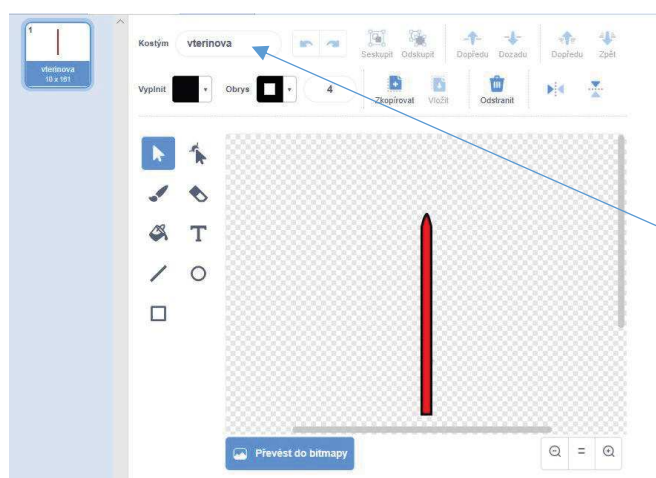 1
vterinova
10 x 161
Kostým vterinova
Seskupit Odskupit Dopředu Dozadu Dopředu Zpět
Vyplnit Obrys 4 Zkopírovat Vložit Odstranit
T
Převést do bitmapy
=